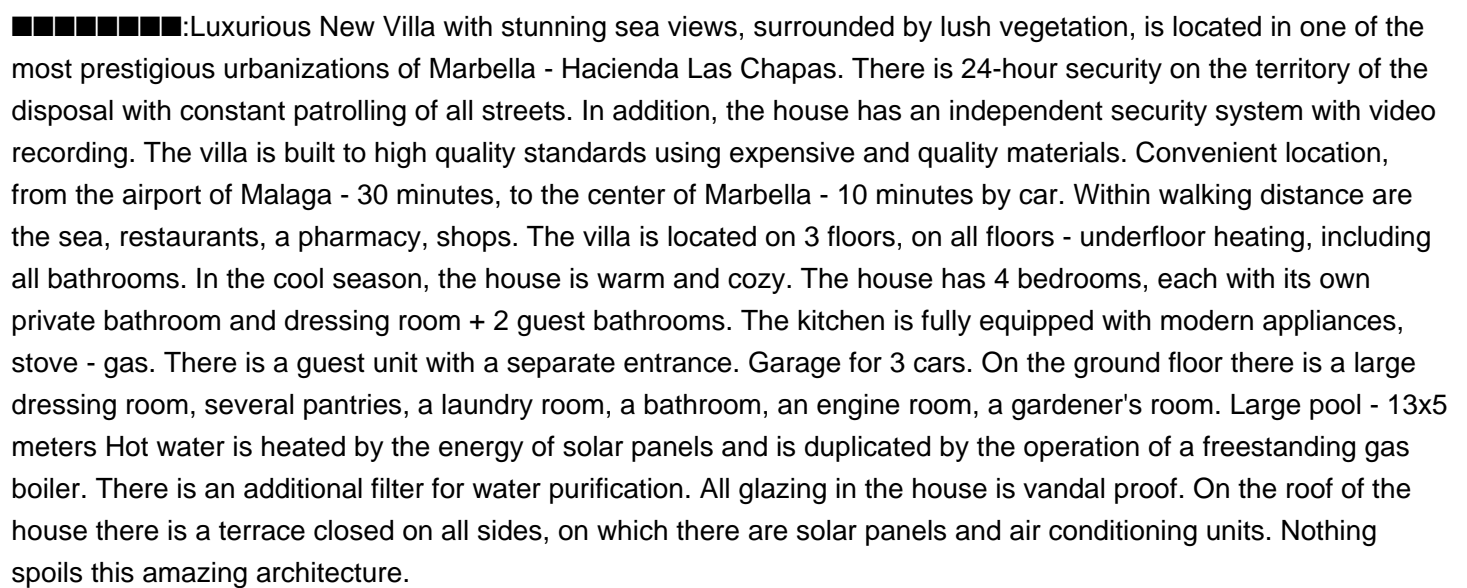 ■■■■■■■■:Luxurious New Villa with stunning sea views, surrounded by lush vegetation, is located in one of the
most prestigious urbanizations of Marbella - Hacienda Las Chapas. There is 24-hour security on the territory of the
disposal with constant patrolling of all streets. In addition, the house has an independent security system with video
recording. The villa is built to high quality standards using expensive and quality materials. Convenient location,
from the airport of Malaga - 30 minutes, to the center of Marbella - 10 minutes by car. Within walking distance are
the sea, restaurants, a pharmacy, shops. The villa is located on 3 floors, on all floors - underfloor heating, including
all bathrooms. In the cool season, the house is warm and cozy. The house has 4 bedrooms, each with its own
private bathroom and dressing room + 2 guest bathrooms. The kitchen is fully equipped with modern appliances,
stove - gas. There is a guest unit with a separate entrance. Garage for 3 cars. On the ground floor there is a large
dressing room, several pantries, a laundry room, a bathroom, an engine room, a gardener's room. Large pool - 13x5
meters Hot water is heated by the energy of solar panels and is duplicated by the operation of a freestanding gas
boiler. There is an additional filter for water purification. All glazing in the house is vandal proof. On the roof of the
house there is a terrace closed on all sides, on which there are solar panels and air conditioning units. Nothing
spoils this amazing architecture.